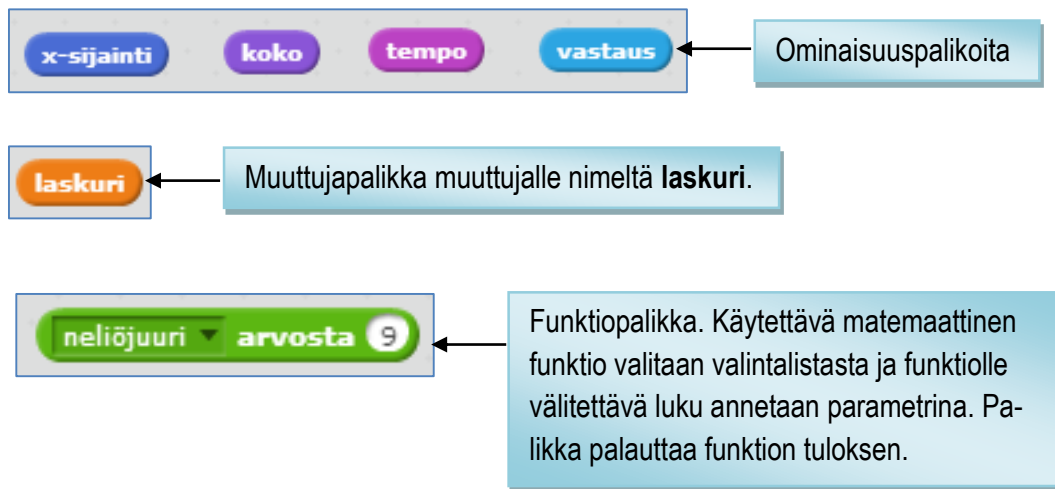 x-sijainti koko tempo vastaus Ominaisuuspalikoita
laskuri Muuttujapalikka muuttujalle nimeltä laskuri.
neliöjuuri arvosta 9
Funktiopalikka. Käytettävä matemaattinen
funktio valitaan valintalistasta ja funktiolle
välitettävä luku annetaan parametrina. Pa-
likka palauttaa funktion tuloksen.